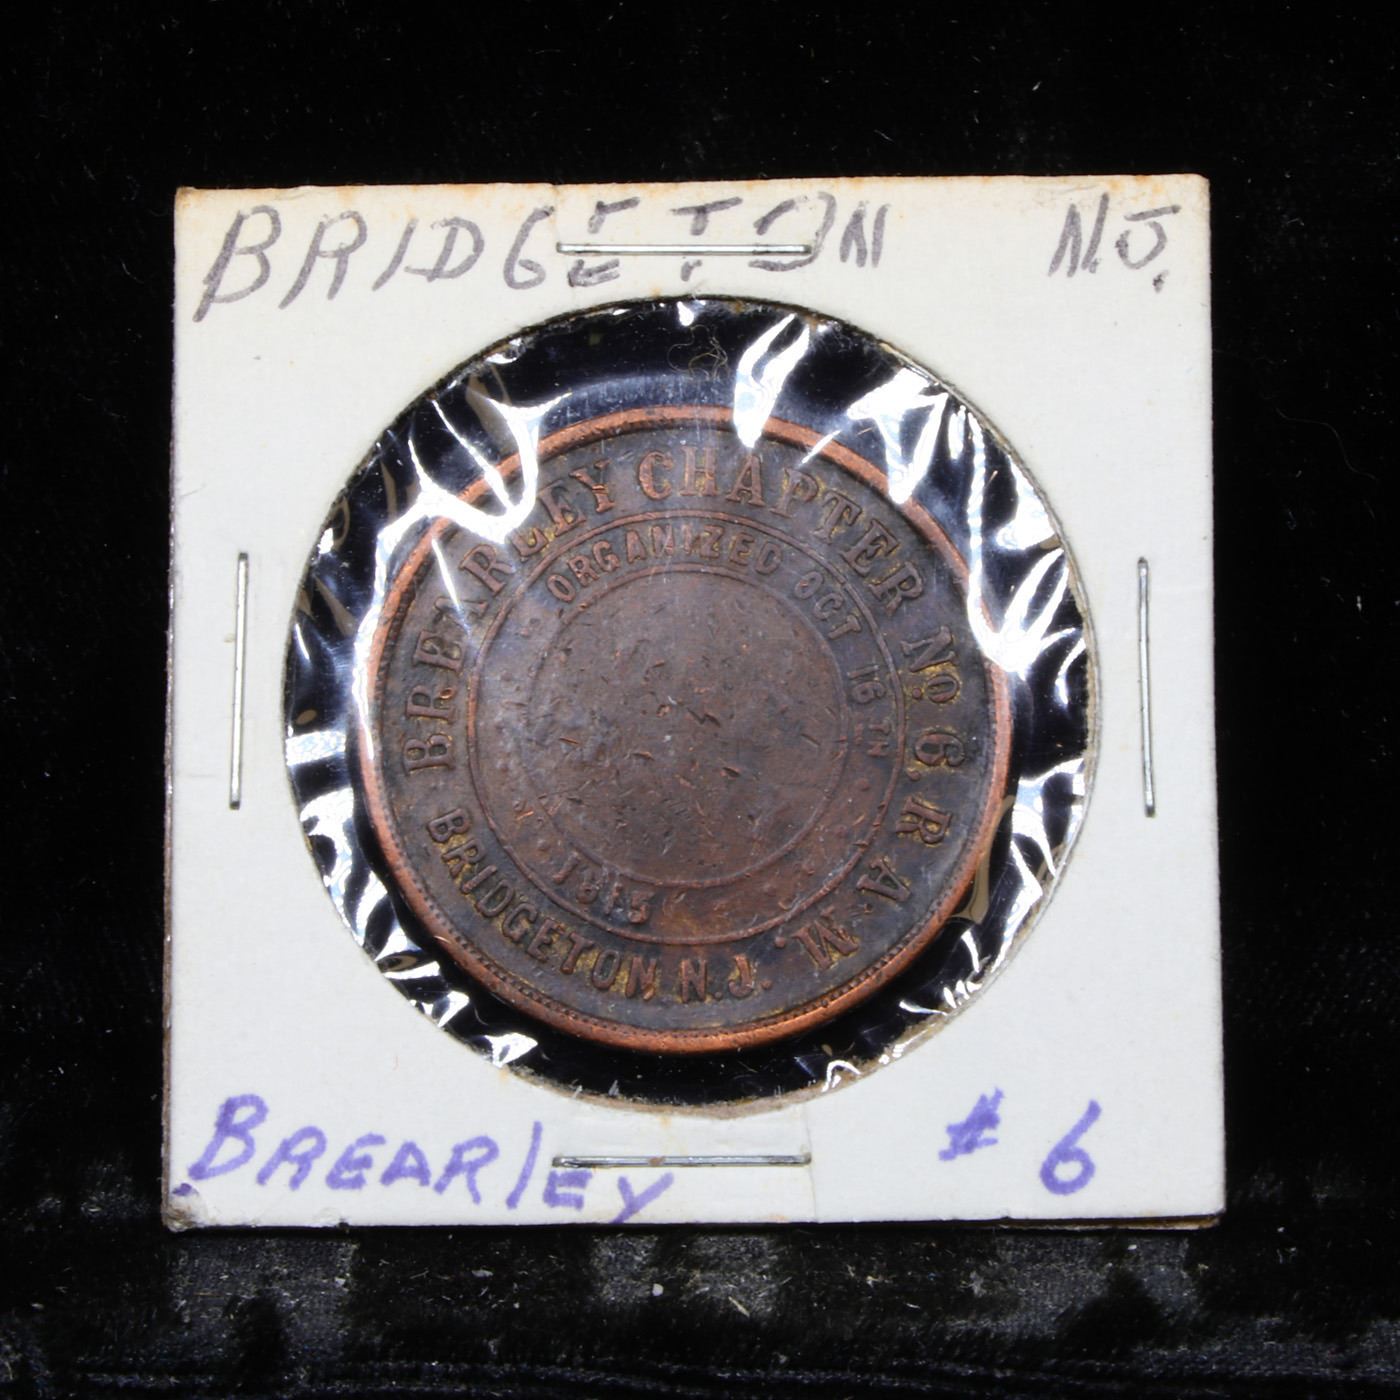 BRIDGETON N.J.
BREARLEY CHAPTER No. 6. R. A. M.
ORGANIZED OCT 16TH
BRIDGETON N.J.
BREARlEY #6